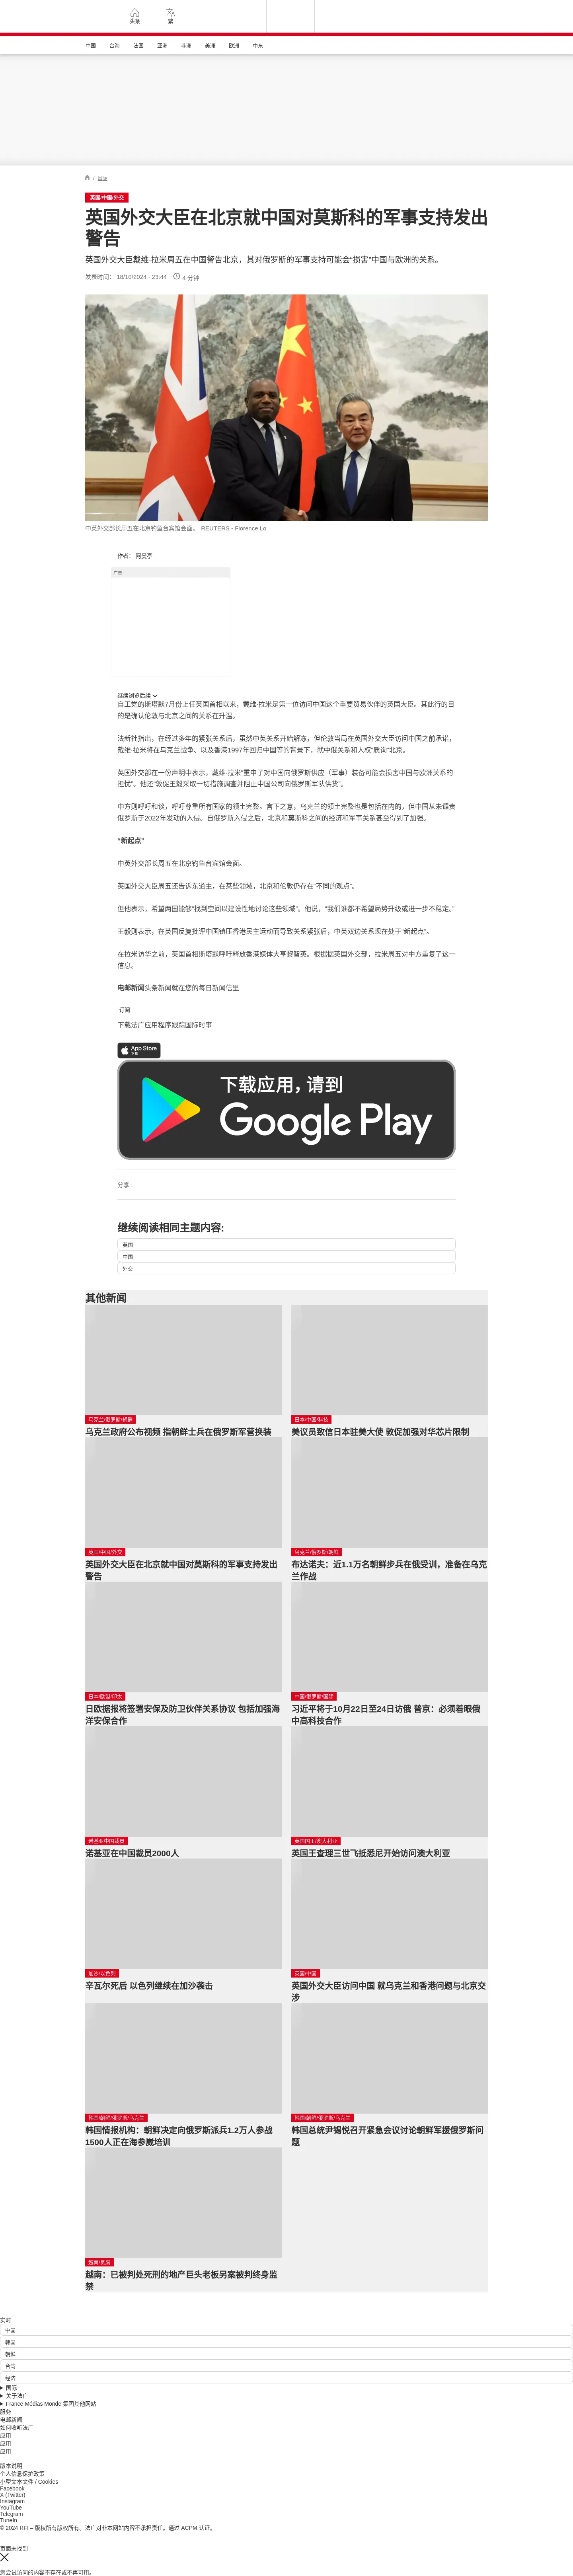 头条
繁
中国
台海
法国
亚洲
非洲
美洲
欧洲
中东
/ 国际
英国/中国/外交
英国外交大臣在北京就中国对莫斯科的军事支持发出
警告
英国外交大臣戴维·拉米周五在中国警告北京，其对俄罗斯的军事支持可能会“损害”中国与欧洲的关系。
发表时间： 18/10/2024 - 23:44
4 分钟
中英外交部长周五在北京钓鱼台宾馆会面。 REUTERS - Florence Lo
作者： 阿曼亭
广告
继续浏览后续
自工党的斯塔默7月份上任英国首相以来，戴维·拉米是第一位访问中国这个重要贸易伙伴的英国大臣。其此行的目
的是确认伦敦与北京之间的关系在升温。
法新社指出，在经过多年的紧张关系后，虽然中英关系开始解冻，但伦敦当局在英国外交大臣访问中国之前承诺，
戴维·拉米将在乌克兰战争、以及香港1997年回归中国等的背景下，就中俄关系和人权“质询”北京。
英国外交部在一份声明中表示，戴维·拉米“重申了对中国向俄罗斯供应（军事）装备可能会损害中国与欧洲关系的
担忧”。他还“敦促王毅采取一切措施调查并阻止中国公司向俄罗斯军队供货”。
中方则呼吁和谈，呼吁尊重所有国家的领土完整。言下之意，乌克兰的领土完整也是包括在内的，但中国从未谴责
俄罗斯于2022年发动的入侵。自俄罗斯入侵之后，北京和莫斯科之间的经济和军事关系甚至得到了加强。
“新起点”
中英外交部长周五在北京钓鱼台宾馆会面。
英国外交大臣周五还告诉东道主，在某些领域，北京和伦敦仍存在“不同的观点”。
但他表示，希望两国能够“找到空间以建设性地讨论这些领域”。他说，“我们谁都不希望局势升级或进一步不稳定。”
王毅则表示，在英国反复批评中国镇压香港民主运动而导致关系紧张后，中英双边关系现在处于“新起点”。
在拉米访华之前，英国首相斯塔默呼吁释放香港媒体大亨黎智英。根据据英国外交部，拉米周五对中方重复了这一
信息。
电邮新闻头条新闻就在您的每日新闻信里
订阅
下载法广应用程序跟踪国际时事
App Store
下载
下载应用，请到
Google Play
分享 :
继续阅读相同主题内容:
英国
中国
外交
其他新闻
乌克兰/俄罗斯/朝鲜
乌克兰政府公布视频 指朝鲜士兵在俄罗斯军营换装
日本/中国/科技
美议员致信日本驻美大使 敦促加强对华芯片限制
英国/中国/外交
英国外交大臣在北京就中国对莫斯科的军事支持发出
警告
乌克兰/俄罗斯/朝鲜
布达诺夫：近1.1万名朝鲜步兵在俄受训，准备在乌克
兰作战
日本/欧盟/印太
日欧据报将签署安保及防卫伙伴关系协议 包括加强海
洋安保合作
中国/俄罗斯/国际
习近平将于10月22日至24日访俄 普京：必须着眼俄
中高科技合作
诺基亚中国裁员
诺基亚在中国裁员2000人
英国国王/澳大利亚
英国王查理三世飞抵悉尼开始访问澳大利亚
加沙/以色列
辛瓦尔死后 以色列继续在加沙袭击
英国/中国
英国外交大臣访问中国 就乌克兰和香港问题与北京交
涉
韩国/朝鲜/俄罗斯/乌克兰
韩国情报机构：朝鲜决定向俄罗斯派兵1.2万人参战
1500人正在海参崴培训
韩国/朝鲜/俄罗斯/乌克兰
韩国总统尹锡悦召开紧急会议讨论朝鲜军援俄罗斯问
题
越南/贪腐
越南：已被判处死刑的地产巨头老板另案被判终身监
禁
实时
中国
韩国
朝鲜
台湾
经济
国际
关于法广
France Médias Monde 集团其他网站
服务
电邮新闻
如何收听法广
应用
应用
应用
版本说明
个人信息保护政策
小型文本文件 / Cookies
Facebook
X (Twitter)
Instagram
YouTube
Telegram
TuneIn
© 2024 RFI – 版权所有版权所有。法广对非本网站内容不承担责任。通过 ACPM 认证。
页面未找到
您尝试访问的内容不存在或不再可用。